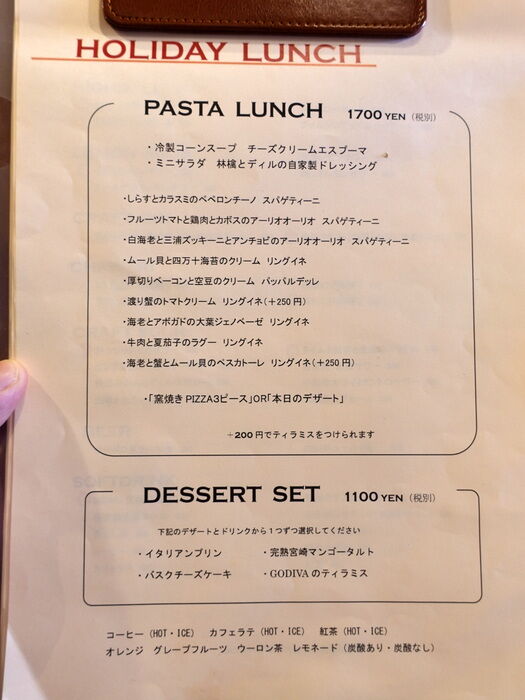 HOLIDAY LUNCH
PASTA LUNCH 1700 YEN (税別)
・冷製コーンスープ チーズクリームエスプーマ
・ミニサラダ 林檎とディルの自家製ドレッシング
・しらすとカラスミのペペロンチーノ スパゲティーニ
・フルーツトマトと鶏肉とカボスのアーリオオーリオ スパゲティーニ
・白海老と三浦ズッキーニとアンチョビのアーリオオーリオ スパゲティーニ
・ムール貝と四万十海苔のクリーム リングイネ
・厚切りベーコンと空豆のクリーム パッパルデッレ
・渡り蟹のトマトクリーム リングイネ(+250円)
・海老とアボガドの大葉ジェノベーゼ リングイネ
・牛肉と夏茄子のラグー リングイネ
・海老と蟹とムール貝のペスカトーレ リングイネ(+250円)
・「窯焼きPIZZA3ピース」OR「本日のデザート」
+200円でティラミスをつけられます
DESSERT SET 1100 YEN (税別)
下記のデザートとドリンクから1つずつ選択してください
・イタリアンプリン ・完熟宮崎マンゴータルト
・バスクチーズケーキ ・GODIVAのティラミス
コーヒー(HOT・ICE) カフェラテ(HOT・ICE) 紅茶(HOT・ICE)
オレンジ グレープフルーツ ウーロン茶 レモネード(炭酸あり・炭酸なし)